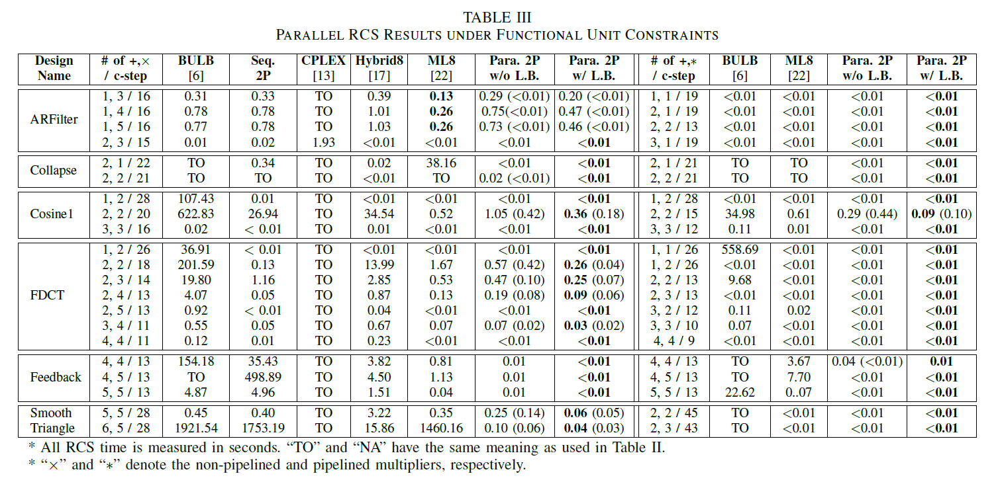 TABLE III
PARALLEL RCS RESULTS UNDER FUNCTIONAL UNIT CONSTRAINTS
Design Name | # of +,× / c-step | BULB [6] | Seq. 2P | CPLEX [13] | Hybrid8 [17] | ML8 [22] | Para. 2P w/o L.B. | Para. 2P w/ L.B. | # of +,∗ / c-step | BULB [6] | ML8 [22] | Para. 2P w/o L.B. | Para. 2P w/ L.B.
ARFilter | 1, 3 / 16 | 0.31 | 0.33 | TO | 0.39 | 0.13 | 0.29 (<0.01) | 0.20 (<0.01) | 1, 1 / 19 | <0.01 | <0.01 | <0.01 | <0.01
1, 4 / 16 | 0.78 | 0.78 | TO | 1.01 | 0.26 | 0.75(<0.01) | 0.47 (<0.01) | 2, 1 / 19 | <0.01 | <0.01 | <0.01 | <0.01
1, 5 / 16 | 0.77 | 0.78 | TO | 1.03 | 0.26 | 0.73 (<0.01) | 0.46 (<0.01) | 2, 2 / 13 | <0.01 | <0.01 | <0.01 | <0.01
2, 3 / 15 | 0.01 | 0.02 | 1.93 | <0.01 | <0.01 | <0.01 | <0.01 | 3, 1 / 19 | <0.01 | <0.01 | <0.01 | <0.01
Collapse | 2, 1 / 22 | TO | 0.34 | TO | 0.02 | 38.16 | <0.01 | <0.01 | 2, 1 / 21 | TO | TO | <0.01 | <0.01
2, 2 / 21 | TO | TO | TO | <0.01 | TO | 0.02 (<0.01) | <0.01 | 2, 2 / 21 | TO | TO | <0.01 | <0.01
Cosine1 | 1, 2 / 28 | 107.43 | 0.01 | TO | <0.01 | <0.01 | <0.01 | <0.01 | 1, 2 / 28 | <0.01 | <0.01 | <0.01 | <0.01
2, 2 / 20 | 622.83 | 26.94 | TO | 34.54 | 0.52 | 1.05 (0.42) | 0.36 (0.18) | 2, 2 / 15 | 34.98 | 0.61 | 0.29 (0.44) | 0.09 (0.10)
3, 3 / 16 | 0.02 | < 0.01 | TO | 0.01 | <0.01 | <0.01 | <0.01 | 3, 3 / 12 | 0.11 | 0.01 | <0.01 | <0.01
FDCT | 1, 2 / 26 | 36.91 | < 0.01 | TO | <0.01 | <0.01 | <0.01 | <0.01 | 1, 1 / 26 | 558.69 | <0.01 | <0.01 | <0.01
2, 2 / 18 | 201.59 | 0.13 | TO | 13.99 | 1.67 | 0.57 (0.42) | 0.26 (0.04) | 1, 2 / 26 | <0.01 | <0.01 | <0.01 | <0.01
2, 3 / 14 | 19.80 | 1.16 | TO | 2.85 | 0.53 | 0.47 (0.10) | 0.25 (0.07) | 2, 2 / 13 | 9.68 | <0.01 | <0.01 | <0.01
2, 4 / 13 | 4.07 | 0.05 | TO | 0.87 | 0.13 | 0.19 (0.08) | 0.09 (0.06) | 2, 3 / 13 | <0.01 | <0.01 | <0.01 | <0.01
2, 5 / 13 | 0.92 | < 0.01 | TO | 0.04 | <0.01 | <0.01 | <0.01 | 3, 2 / 12 | 0.11 | 0.02 | <0.01 | <0.01
3, 4 / 11 | 0.55 | 0.05 | TO | 0.67 | 0.07 | 0.07 (0.02) | 0.03 (0.02) | 3, 3 / 10 | 0.07 | <0.01 | <0.01 | <0.01
4, 4 / 11 | 0.12 | 0.01 | TO | 0.23 | <0.01 | <0.01 | <0.01 | 4, 4 / 9 | <0.01 | <0.01 | <0.01 | <0.01
Feedback | 4, 4 / 13 | 154.18 | 35.43 | TO | 3.82 | 0.81 | 0.01 | <0.01 | 4, 4 / 13 | TO | 3.67 | 0.04 (<0.01) | 0.01
4, 5 / 13 | TO | 498.89 | TO | 4.50 | 1.13 | 0.01 | <0.01 | 4, 5 / 13 | TO | 7.70 | <0.01 | <0.01
5, 5 / 13 | 4.87 | 4.96 | TO | 1.51 | 0.04 | 0.01 | <0.01 | 5, 5 / 13 | 22.62 | 0..07 | <0.01 | <0.01
Smooth | 5, 5 / 28 | 0.45 | 0.40 | TO | 3.22 | 0.35 | 0.25 (0.14) | 0.06 (0.05) | 2, 2 / 45 | TO | <0.01 | <0.01 | <0.01
Triangle | 6, 5 / 28 | 1921.54 | 1753.19 | TO | 15.86 | 1460.16 | 0.10 (0.06) | 0.04 (0.03) | 2, 3 / 43 | TO | <0.01 | <0.01 | <0.01
* All RCS time is measured in seconds. “TO” and “NA” have the same meaning as used in Table II.
* “×” and “∗” denote the non-pipelined and pipelined multipliers, respectively.